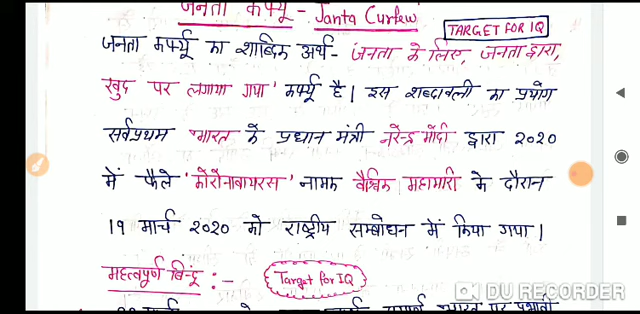 जनता कर्फ्यू - Janta Curfew
TARGET FOR IQ
जनता कर्फ्यू का शाब्दिक अर्थ- जनता के लिए, जनता द्वारा,
खुद पर लगाया गया' कर्फ्यू है। इस शब्दावली का प्रयोग
सर्वप्रथम भारत के प्रधान मंत्री नरेन्द्र मोदी द्वारा २०२०
में फैले 'कोरोनावायरस' नामक वैश्विक महामारी के दौरान
19 मार्च २०२० को राष्ट्रीय सम्बोधन में किया गया।
महत्वपूर्ण बिन्दू :-
Target for IQ
DU RECORDER